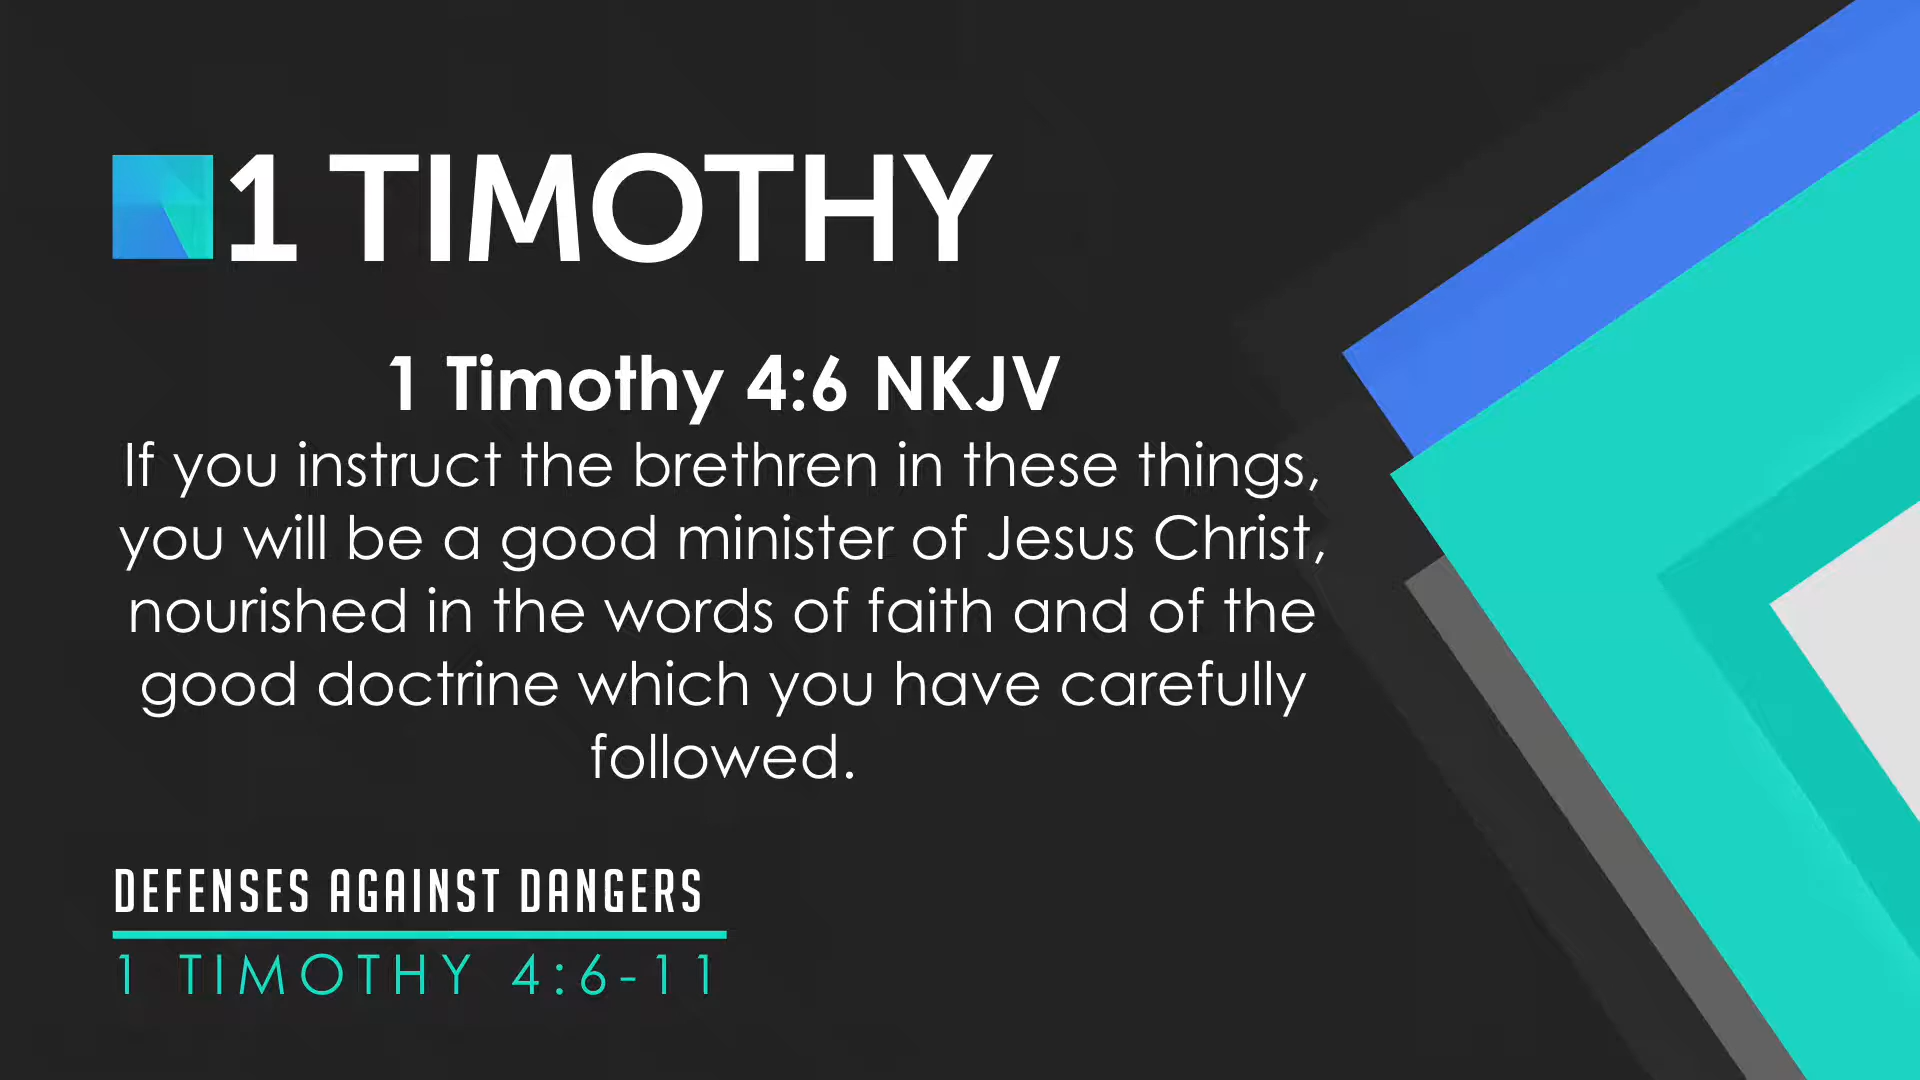 1 TIMOTHY
1 Timothy 4:6 NKJV
If you instruct the brethren in these things,
you will be a good minister of Jesus Christ,
nourished in the words of faith and of the
good doctrine which you have carefully
followed.
DEFENSES AGAINST DANGERS
1 TIMOTHY 4:6-11